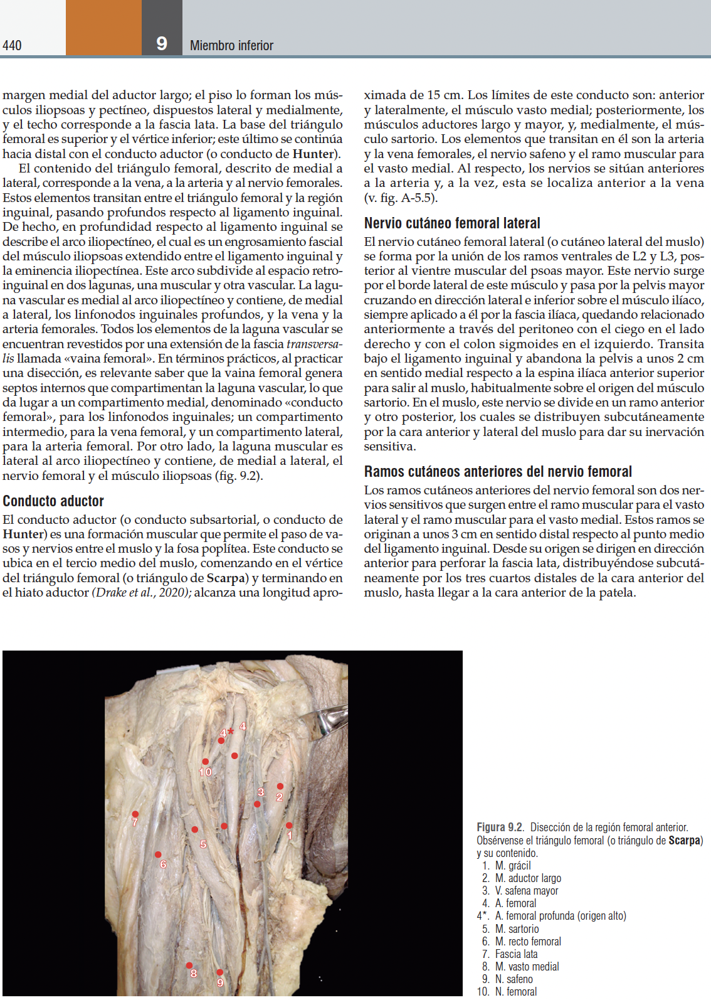 440
9
Miembro inferior
margen medial del aductor largo; el piso lo forman los mús-
culos iliopsoas y pectíneo, dispuestos lateral y medialmente,
y el techo corresponde a la fascia lata. La base del triángulo
femoral es superior y el vértice inferior; este último se continúa
hacia distal con el conducto aductor (o conducto de Hunter).
El contenido del triángulo femoral, descrito de medial a
lateral, corresponde a la vena, a la arteria y al nervio femorales.
Estos elementos transitan entre el triángulo femoral y la región
inguinal, pasando profundos respecto al ligamento inguinal.
De hecho, en profundidad respecto al ligamento inguinal se
describe el arco iliopectíneo, el cual es un engrosamiento fascial
del músculo iliopsoas extendido entre el ligamento inguinal y
la eminencia iliopectínea. Este arco subdivide al espacio retro-
inguinal en dos lagunas, una muscular y otra vascular. La lagu-
na vascular es medial al arco iliopectíneo y contiene, de medial
a lateral, los linfonodos inguinales profundos, y la vena y la
arteria femorales. Todos los elementos de la laguna vascular se
encuentran revestidos por una extensión de la fascia transversa-
lis llamada «vaina femoral». En términos prácticos, al practicar
una disección, es relevante saber que la vaina femoral genera
septos internos que compartimentan la laguna vascular, lo que
da lugar a un compartimento medial, denominado «conducto
femoral», para los linfonodos inguinales; un compartimento
intermedio, para la vena femoral, y un compartimento lateral,
para la arteria femoral. Por otro lado, la laguna muscular es
lateral al arco iliopectíneo y contiene, de medial a lateral, el
nervio femoral y el músculo iliopsoas (fig. 9.2).
Conducto aductor
El conducto aductor (o conducto subsartorial, o conducto de
Hunter) es una formación muscular que permite el paso de va-
sos y nervios entre el muslo y la fosa poplítea. Este conducto se
ubica en el tercio medio del muslo, comenzando en el vértice
del triángulo femoral (o triángulo de Scarpa) y terminando en
el hiato aductor (Drake et al., 2020); alcanza una longitud apro-
ximada de 15 cm. Los límites de este conducto son: anterior
y lateralmente, el músculo vasto medial; posteriormente, los
músculos aductores largo y mayor, y, medialmente, el mús-
culo sartorio. Los elementos que transitan en él son la arteria
y la vena femorales, el nervio safeno y el ramo muscular para
el vasto medial. Al respecto, los nervios se sitúan anteriores
a la arteria y, a la vez, esta se localiza anterior a la vena
(v. fig. A-5.5).
Nervio cutáneo femoral lateral
El nervio cutáneo femoral lateral (o cutáneo lateral del muslo)
se forma por la unión de los ramos ventrales de L2 y L3, pos-
terior al vientre muscular del psoas mayor. Este nervio surge
por el borde lateral de este músculo y pasa por la pelvis mayor
cruzando en dirección lateral e inferior sobre el músculo ilíaco,
siempre aplicado a él por la fascia ilíaca, quedando relacionado
anteriormente a través del peritoneo con el ciego en el lado
derecho y con el colon sigmoides en el izquierdo. Transita
bajo el ligamento inguinal y abandona la pelvis a unos 2 cm
en sentido medial respecto a la espina ilíaca anterior superior
para salir al muslo, habitualmente sobre el origen del músculo
sartorio. En el muslo, este nervio se divide en un ramo anterior
y otro posterior, los cuales se distribuyen subcutáneamente
por la cara anterior y lateral del muslo para dar su inervación
sensitiva.
Ramos cutáneos anteriores del nervio femoral
Los ramos cutáneos anteriores del nervio femoral son dos ner-
vios sensitivos que surgen entre el ramo muscular para el vasto
lateral y el ramo muscular para el vasto medial. Estos ramos se
originan a unos 3 cm en sentido distal respecto al punto medio
del ligamento inguinal. Desde su origen se dirigen en dirección
anterior para perforar la fascia lata, distribuyéndose subcutá-
neamente por los tres cuartos distales de la cara anterior del
muslo, hasta llegar a la cara anterior de la patela.
4
4*
10
3
2
7
1
5
6
8
9
Figura 9.2. Disección de la región femoral anterior.
Obsérvense el triángulo femoral (o triángulo de Scarpa)
y su contenido.
1. M. grácil
2. M. aductor largo
3. V. safena mayor
4. A. femoral
4*. A. femoral profunda (origen alto)
5. M. sartorio
6. M. recto femoral
7. Fascia lata
8. M. vasto medial
9. N. safeno
10. N. femoral